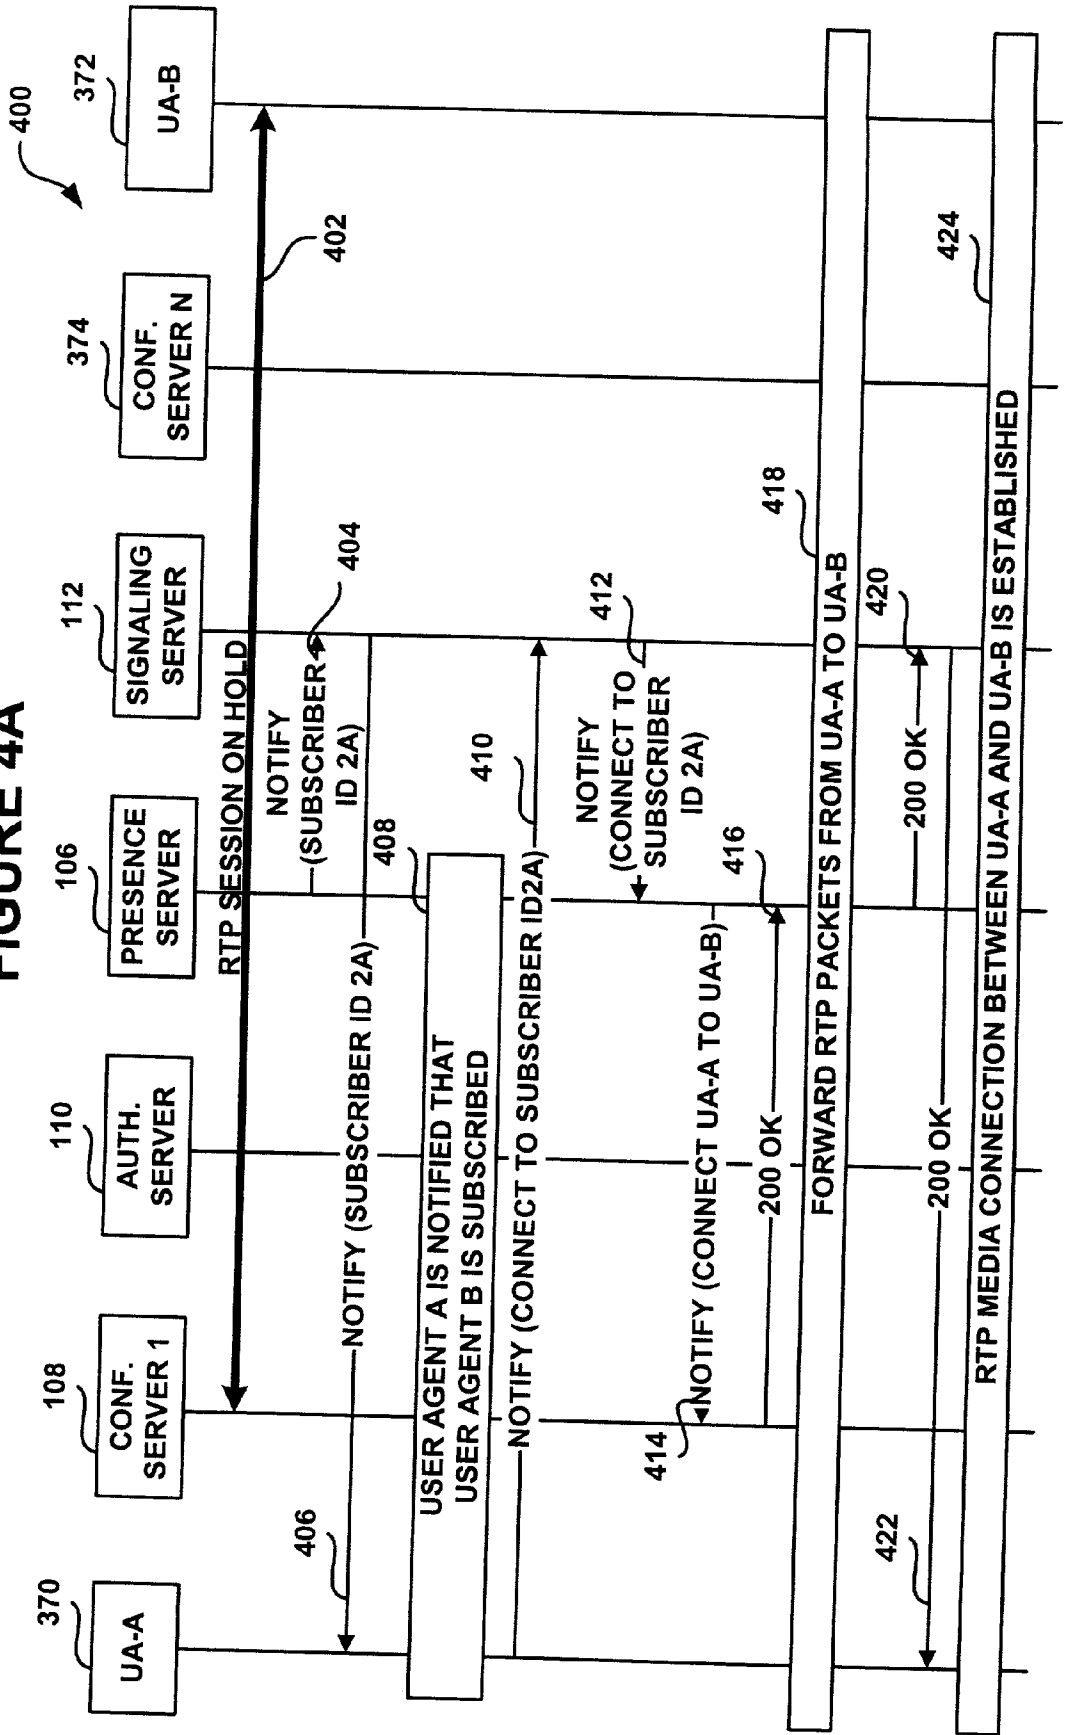 FIGURE 4A
400
370
108
110
106
112
374
372
UA-A
CONF.
SERVER 1
AUTH.
SERVER
PRESENCE
SERVER
SIGNALING
SERVER
CONF.
SERVER N
UA-B
RTP SESSION ON HOLD
402
NOTIFY
(SUBSCRIBER
ID 2A)
404
NOTIFY (SUBSCRIBER ID 2A)
406
408
USER AGENT A IS NOTIFIED THAT
USER AGENT B IS SUBSCRIBED
NOTIFY (CONNECT TO SUBSCRIBER ID2A)
410
NOTIFY
(CONNECT TO
SUBSCRIBER
ID 2A)
412
NOTIFY (CONNECT UA-A TO UA-B)
414
200 OK
416
418
FORWARD RTP PACKETS FROM UA-A TO UA-B
200 OK
420
200 OK
422
424
RTP MEDIA CONNECTION BETWEEN UA-A AND UA-B IS ESTABLISHED